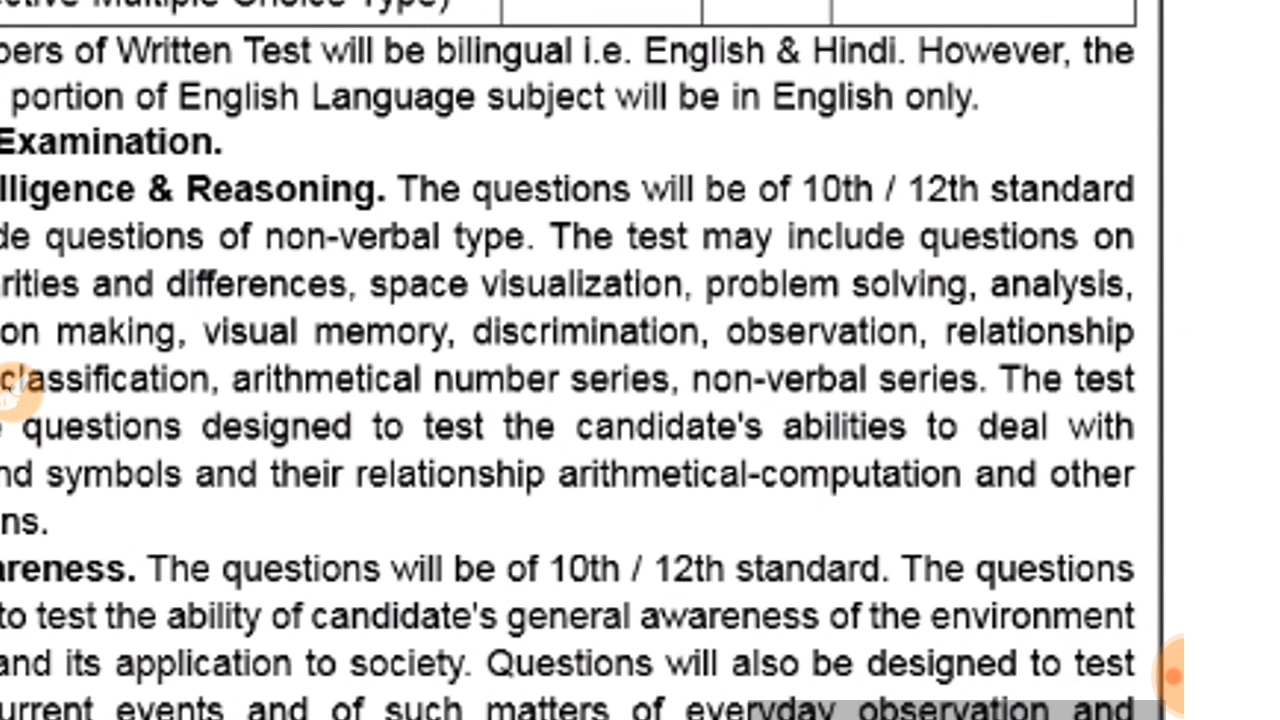 ctive Multiple Choice Type)
pers of Written Test will be bilingual i.e. English & Hindi. However, the
portion of English Language subject will be in English only.
Examination.
lligence & Reasoning. The questions will be of 10th / 12th standard
de questions of non-verbal type. The test may include questions on
rities and differences, space visualization, problem solving, analysis,
on making, visual memory, discrimination, observation, relationship
classification, arithmetical number series, non-verbal series. The test
questions designed to test the candidate's abilities to deal with
nd symbols and their relationship arithmetical-computation and other
ns.
areness. The questions will be of 10th / 12th standard. The questions
to test the ability of candidate's general awareness of the environment
and its application to society. Questions will also be designed to test
urrent events and of such matters of everyday observation and